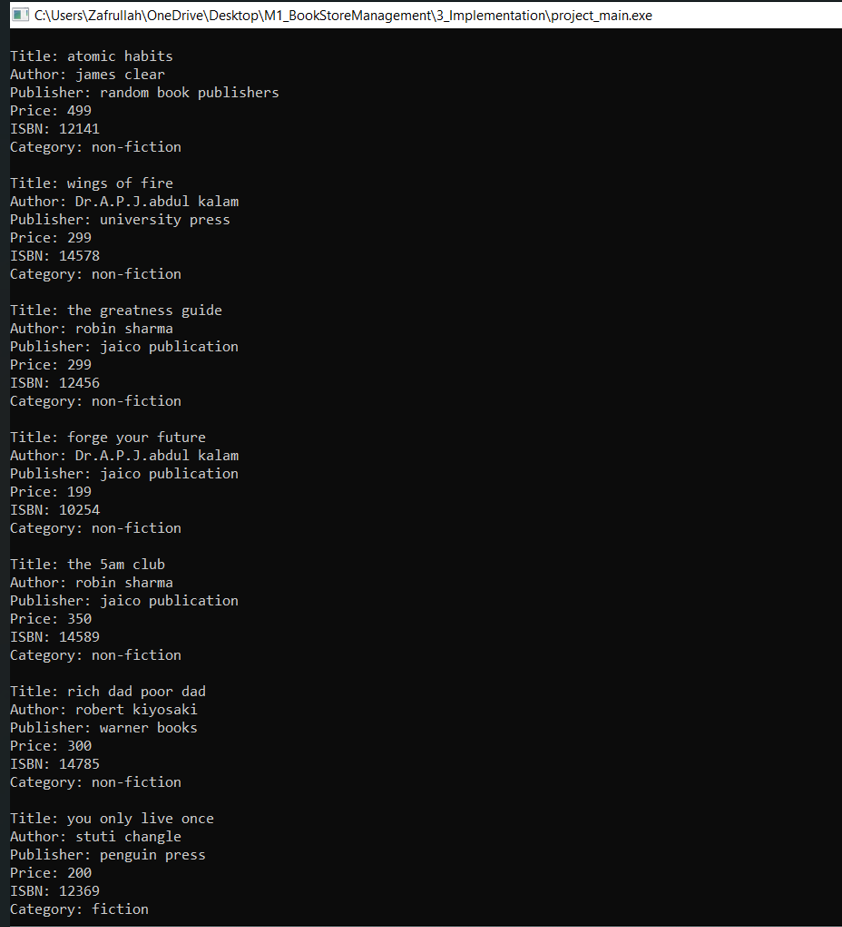 C:\Users\Zafrullah\OneDrive\Desktop\M1_BookStoreManagement\3_Implementation\project_main.exe
Title: atomic habits
Author: james clear
Publisher: random book publishers
Price: 499
ISBN: 12141
Category: non-fiction
Title: wings of fire
Author: Dr.A.P.J.abdul kalam
Publisher: university press
Price: 299
ISBN: 14578
Category: non-fiction
Title: the greatness guide
Author: robin sharma
Publisher: jaico publication
Price: 299
ISBN: 12456
Category: non-fiction
Title: forge your future
Author: Dr.A.P.J.abdul kalam
Publisher: jaico publication
Price: 199
ISBN: 10254
Category: non-fiction
Title: the 5am club
Author: robin sharma
Publisher: jaico publication
Price: 350
ISBN: 14589
Category: non-fiction
Title: rich dad poor dad
Author: robert kiyosaki
Publisher: warner books
Price: 300
ISBN: 14785
Category: non-fiction
Title: you only live once
Author: stuti changle
Publisher: penguin press
Price: 200
ISBN: 12369
Category: fiction